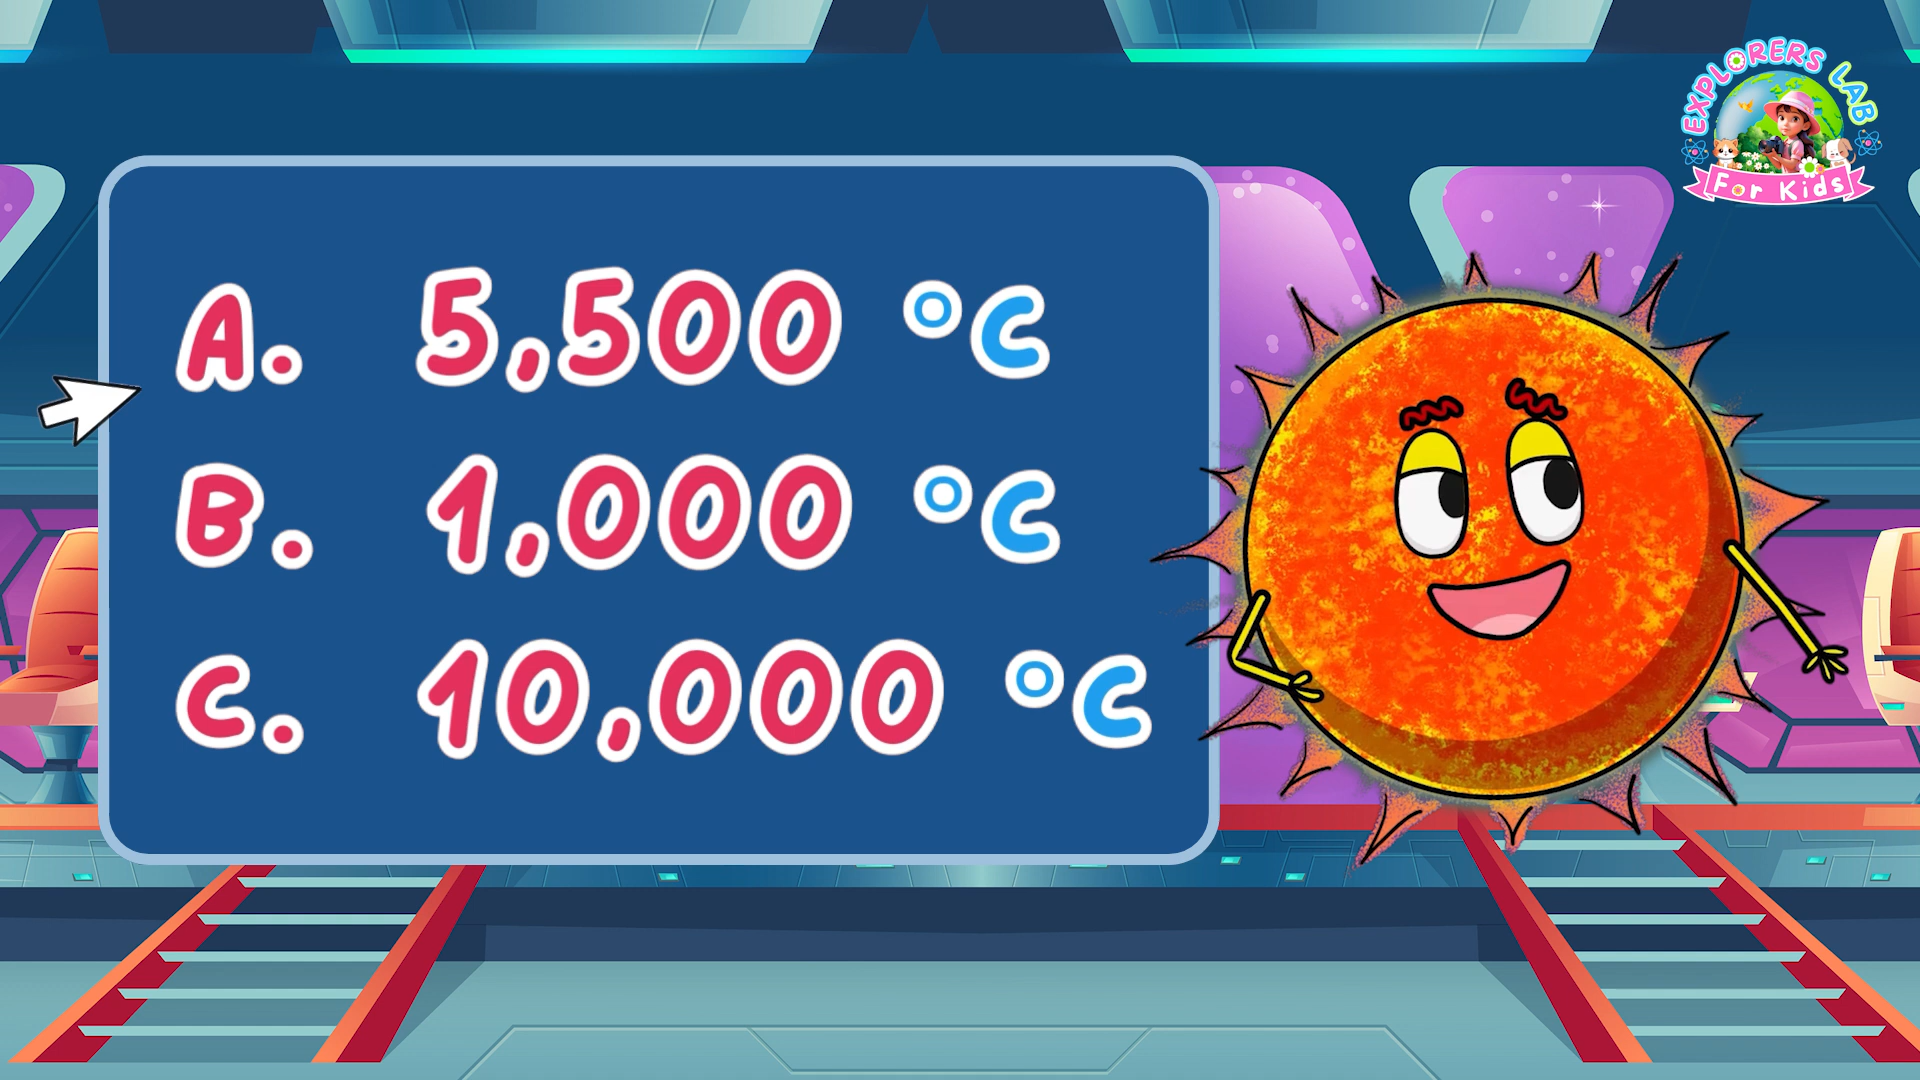 EXPLORERS LAB
For Kids
A. 5,500 °C
B. 1,000 °C
C. 10,000 °C